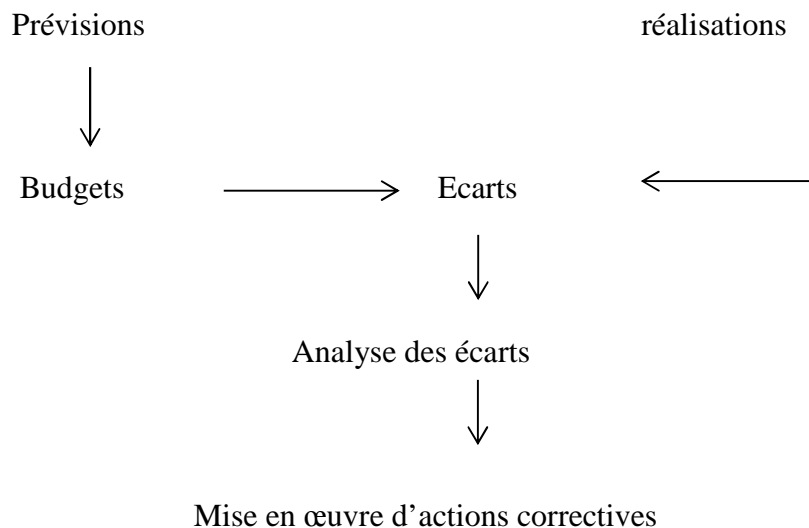 Prévisions réalisations
Budgets Ecarts
Analyse des écarts
Mise en œuvre d’actions correctives